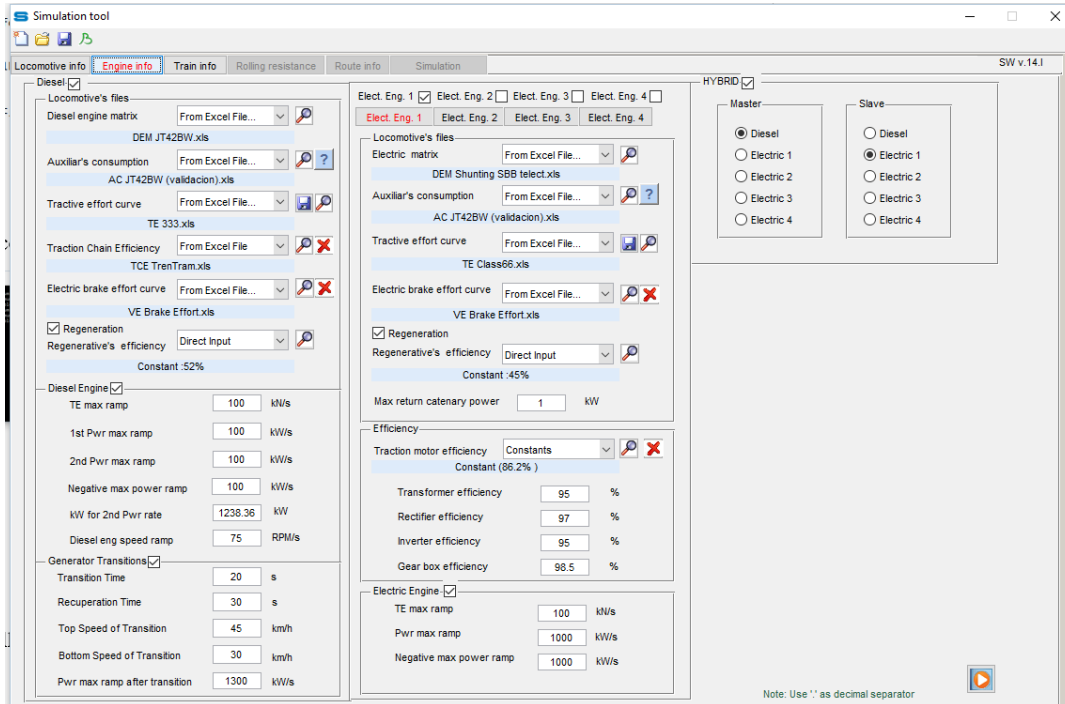 Simulation tool
Locomotive info Engine info Train info Rolling resistance Route info Simulation
SW v.14.I
Diesel
Locomotive's files
Diesel engine matrix From Excel File...
DEM JT42BW.xls
Auxiliar's consumption From Excel File... ?
AC JT42BW (validacion).xls
Tractive effort curve From Excel File...
TE 333.xls
Traction Chain Efficiency From Excel File
TCE TrenTram.xls
Electric brake effort curve From Excel File...
VE Brake Effort.xls
Regeneration
Regenerative's efficiency Direct Input
Constant :52%
Diesel Engine
TE max ramp 100 kN/s
1st Pwr max ramp 100 kW/s
2nd Pwr max ramp 100 kW/s
Negative max power ramp 100 kW/s
kW for 2nd Pwr rate 1238.36 kW
Diesel eng speed ramp 75 RPM/s
Generator Transitions
Transition Time 20 s
Recuperation Time 30 s
Top Speed of Transition 45 km/h
Bottom Speed of Transition 30 km/h
Pwr max ramp after transition 1300 kW/s
Elect. Eng. 1 Elect. Eng. 2 Elect. Eng. 3 Elect. Eng. 4
Elect. Eng. 1 Elect. Eng. 2 Elect. Eng. 3 Elect. Eng. 4
Locomotive's files
Electric matrix From Excel File...
DEM Shunting SBB telect.xls
Auxiliar's consumption From Excel File... ?
AC JT42BW (validacion).xls
Tractive effort curve From Excel File...
TE Class66.xls
Electric brake effort curve From Excel File...
VE Brake Effort.xls
Regeneration
Regenerative's efficiency Direct Input
Constant :45%
Max return catenary power 1 kW
Efficiency
Traction motor efficiency Constants
Constant (86.2% )
Transformer efficiency 95 %
Rectifier efficiency 97 %
Inverter efficiency 95 %
Gear box efficiency 98.5 %
Electric Engine
TE max ramp 100 kN/s
Pwr max ramp 1000 kW/s
Negative max power ramp 1000 kW/s
HYBRID
Master
Diesel
Electric 1
Electric 2
Electric 3
Electric 4
Slave
Diesel
Electric 1
Electric 2
Electric 3
Electric 4
Note: Use '.' as decimal separator